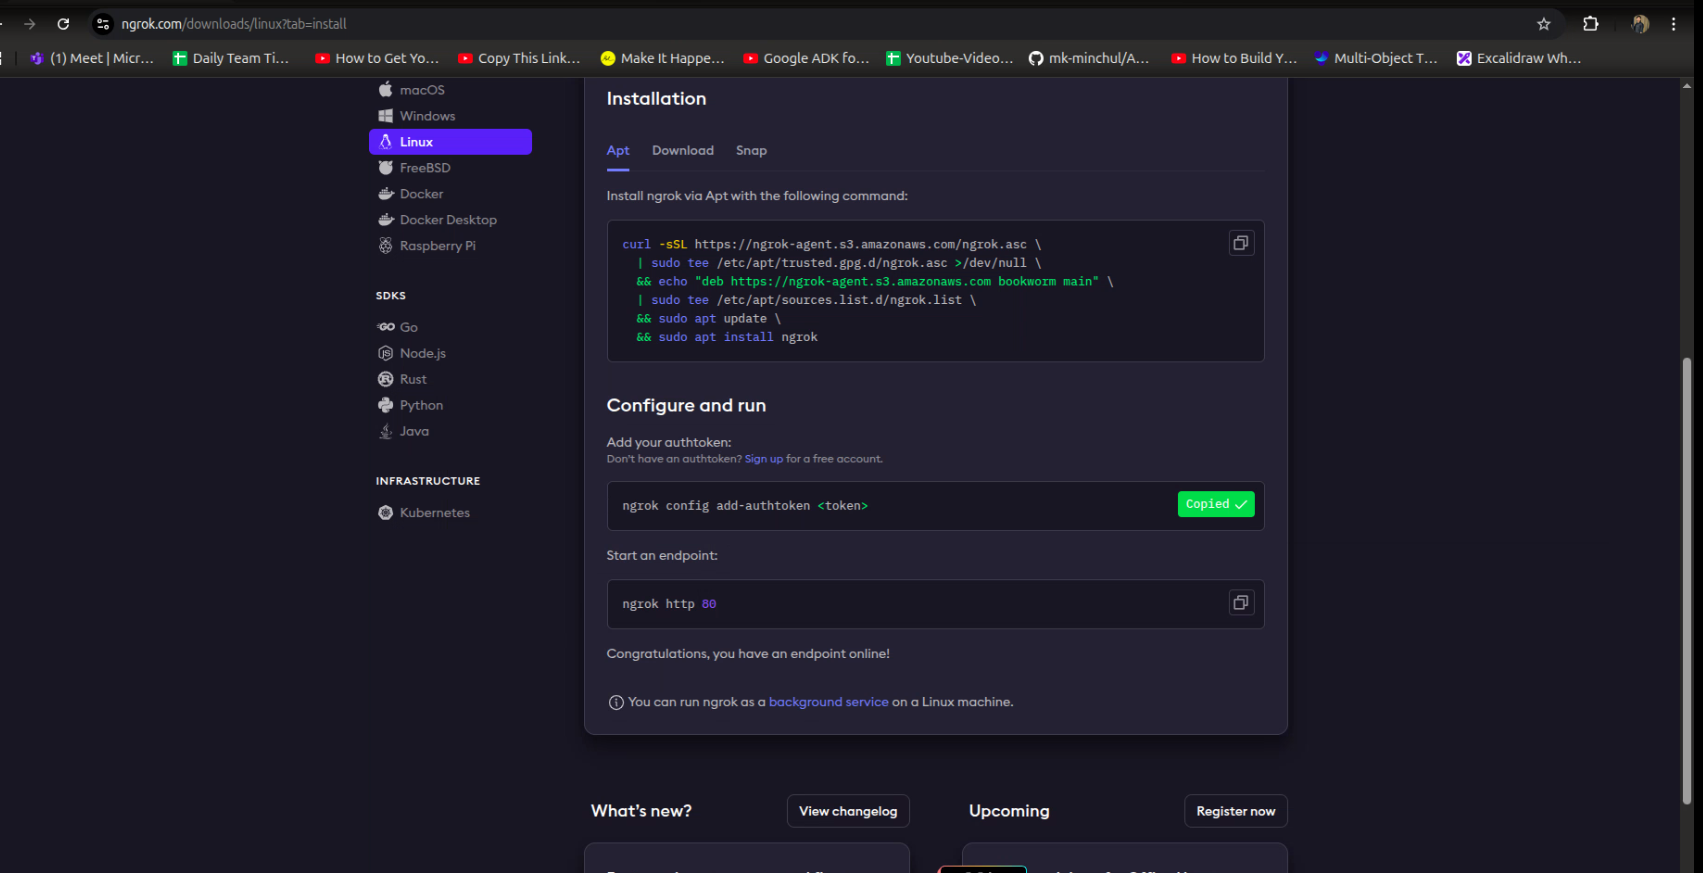 ngrok.com/downloads/linux?tab=install
(1) Meet | Micr...
Daily Team Ti...
How to Get Yo...
Copy This Link...
Make It Happe...
Google ADK fo...
Youtube-Video...
mk-minchul/A...
How to Build Y...
Multi-Object T...
Excalidraw Wh...
macOS
Windows
Linux
FreeBSD
Docker
Docker Desktop
Raspberry Pi
SDKS
Go
Node.js
Rust
Python
Java
INFRASTRUCTURE
Kubernetes
Installation
Apt Download Snap
Install ngrok via Apt with the following command:
curl -sSL https://ngrok-agent.s3.amazonaws.com/ngrok.asc \
| sudo tee /etc/apt/trusted.gpg.d/ngrok.asc >/dev/null \
&& echo "deb https://ngrok-agent.s3.amazonaws.com bookworm main" \
| sudo tee /etc/apt/sources.list.d/ngrok.list \
&& sudo apt update \
&& sudo apt install ngrok
Configure and run
Add your authtoken:
Don't have an authtoken? Sign up for a free account.
ngrok config add-authtoken <token>
Copied
Start an endpoint:
ngrok http 80
Congratulations, you have an endpoint online!
You can run ngrok as a background service on a Linux machine.
What's new?
View changelog
Upcoming
Register now